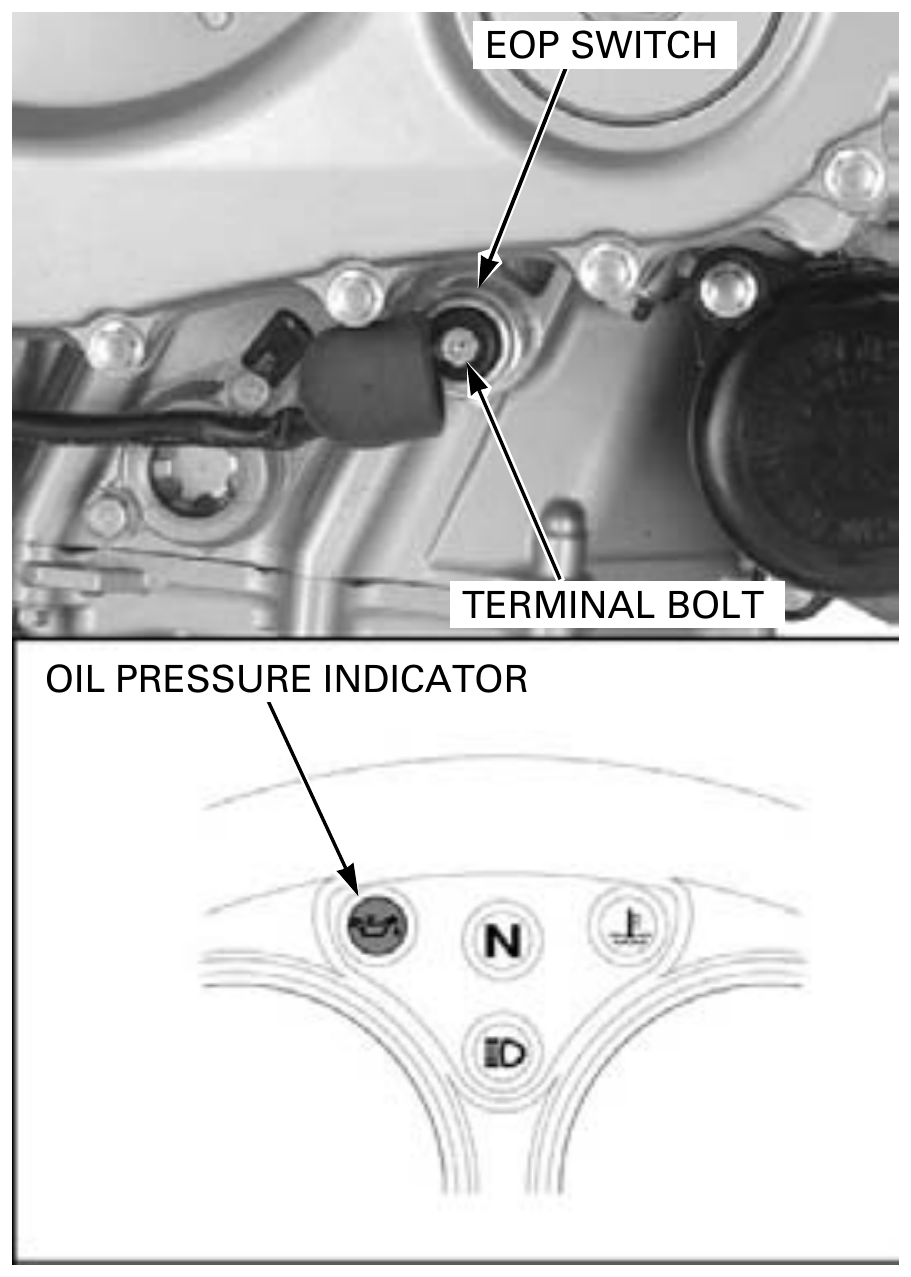 EOP SWITCH
TERMINAL BOLT
OIL PRESSURE INDICATOR
N